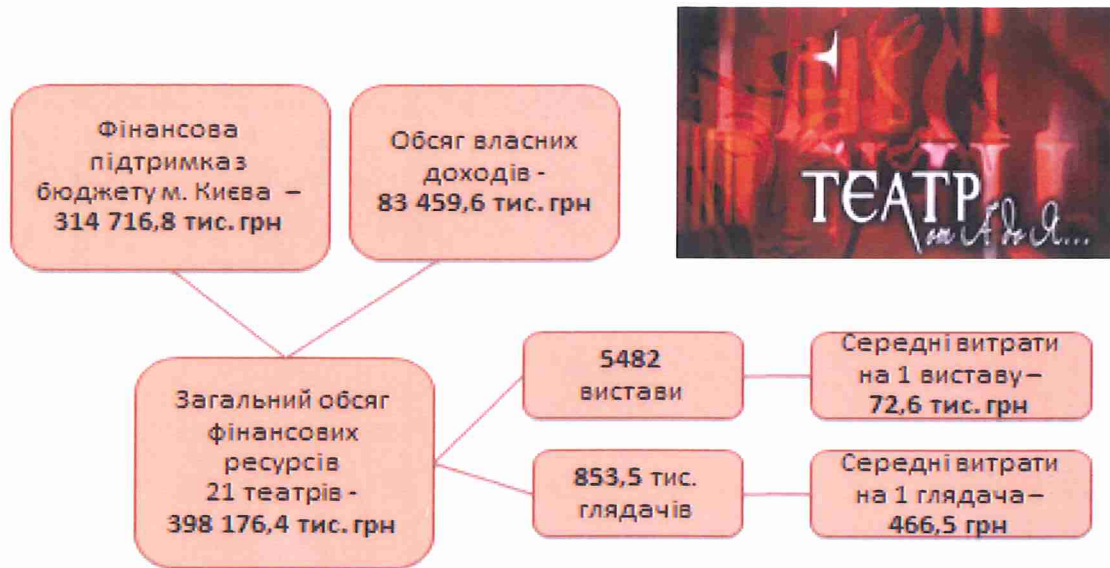 Фінансова
підтримка з
бюджету м. Києва –
314 716,8 тис. грн
Обсяг власних
доходів -
83 459,6 тис. грн
ТЕАТР
от А до Я...
Загальний обсяг
фінансових
ресурсів
21 театрів -
398 176,4 тис. грн
5482
вистави
Середні витрати
на 1 виставу –
72,6 тис. грн
853,5 тис.
глядачів
Середні витрати
на 1 глядача –
466,5 грн